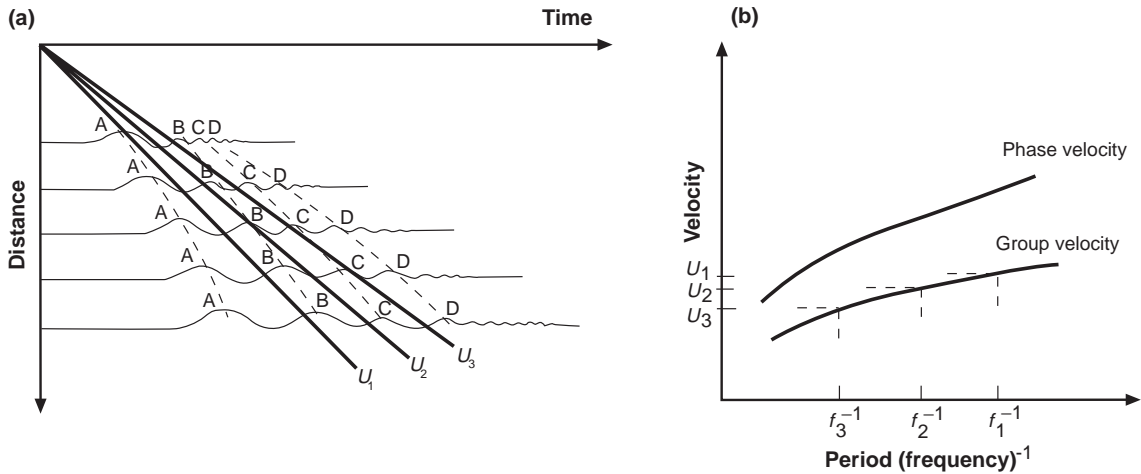 (a)
Time
Distance
A B C D
A B C D
A B C D
A B C D
A B C D
U1
U2
U3
(b)
Velocity
Phase velocity
Group velocity
U1
U2
U3
f3⁻¹ f2⁻¹ f1⁻¹
Period (frequency)⁻¹